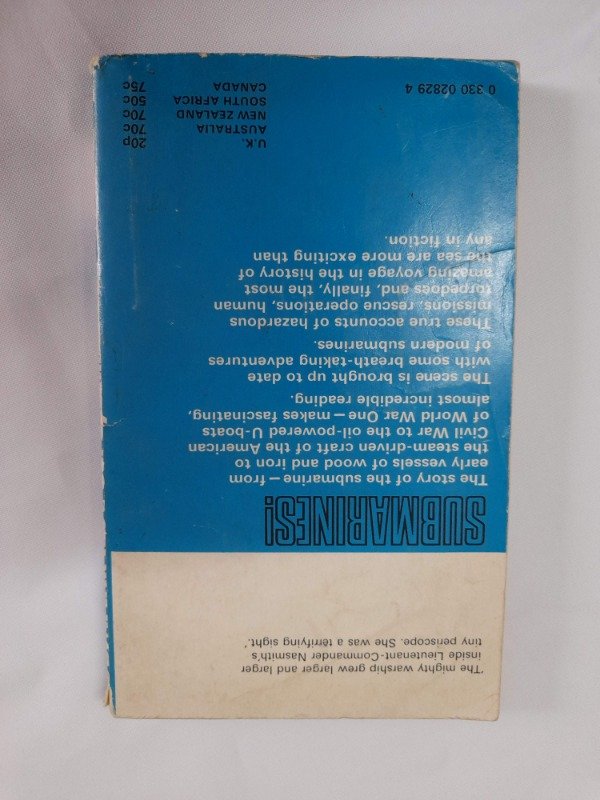 'The mighty warship grew larger and larger
inside Lieutenant-Commander Nasmith's
tiny periscope. She was a terrifying sight.'
SUBMARINES!
The story of the submarine – from
early vessels of wood and iron to
the steam-driven craft of the American
Civil War to the oil-powered U-boats
of World War One – makes fascinating,
almost incredible reading.
The scene is brought up to date
with some breath-taking adventures
of modern submarines.
These true accounts of hazardous
missions, rescue operations, human
torpedoes and, finally, the most
amazing voyage in the history of
the sea are more exciting than
any in fiction.
U.K. 20p
AUSTRALIA 70c
NEW ZEALAND 70c
SOUTH AFRICA 50c
CANADA 75c
0 330 02829 4